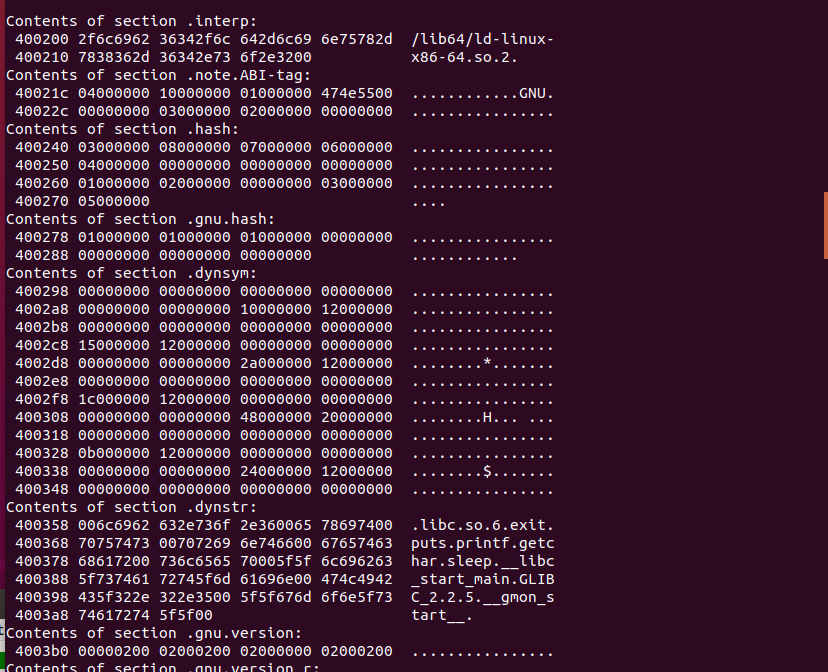 Contents of section .interp:
 400200 2f6c6962 36342f6c 642d6c69 6e75782d  /lib64/ld-linux-
 400210 7838362d 36342e73 6f2e3200           x86-64.so.2.
Contents of section .note.ABI-tag:
 40021c 04000000 10000000 01000000 474e5500  ............GNU.
 40022c 00000000 03000000 02000000 00000000  ................
Contents of section .hash:
 400240 03000000 08000000 07000000 06000000  ................
 400250 04000000 00000000 00000000 00000000  ................
 400260 01000000 02000000 00000000 03000000  ................
 400270 05000000                             ....
Contents of section .gnu.hash:
 400278 01000000 01000000 01000000 00000000  ................
 400288 00000000 00000000 00000000           ............
Contents of section .dynsym:
 400298 00000000 00000000 00000000 00000000  ................
 4002a8 00000000 00000000 10000000 12000000  ................
 4002b8 00000000 00000000 00000000 00000000  ................
 4002c8 15000000 12000000 00000000 00000000  ................
 4002d8 00000000 00000000 2a000000 12000000  ........*.......
 4002e8 00000000 00000000 00000000 00000000  ................
 4002f8 1c000000 12000000 00000000 00000000  ................
 400308 00000000 00000000 48000000 20000000  ........H... ...
 400318 00000000 00000000 00000000 00000000  ................
 400328 0b000000 12000000 00000000 00000000  ................
 400338 00000000 00000000 24000000 12000000  ........$.......
 400348 00000000 00000000 00000000 00000000  ................
Contents of section .dynstr:
 400358 006c6962 632e736f 2e360065 78697400  .libc.so.6.exit.
 400368 70757473 00707269 6e746600 67657463  puts.printf.getc
 400378 68617200 736c6565 70005f5f 6c696263  har.sleep.__libc
 400388 5f737461 72745f6d 61696e00 474c4942  _start_main.GLIB
 400398 435f322e 322e3500 5f5f676d 6f6e5f73  C_2.2.5.__gmon_s
 4003a8 74617274 5f5f00                      tart__.
Contents of section .gnu.version:
 4003b0 00000200 02000200 02000000 02000200  ................
Contents of section .gnu.version_r: